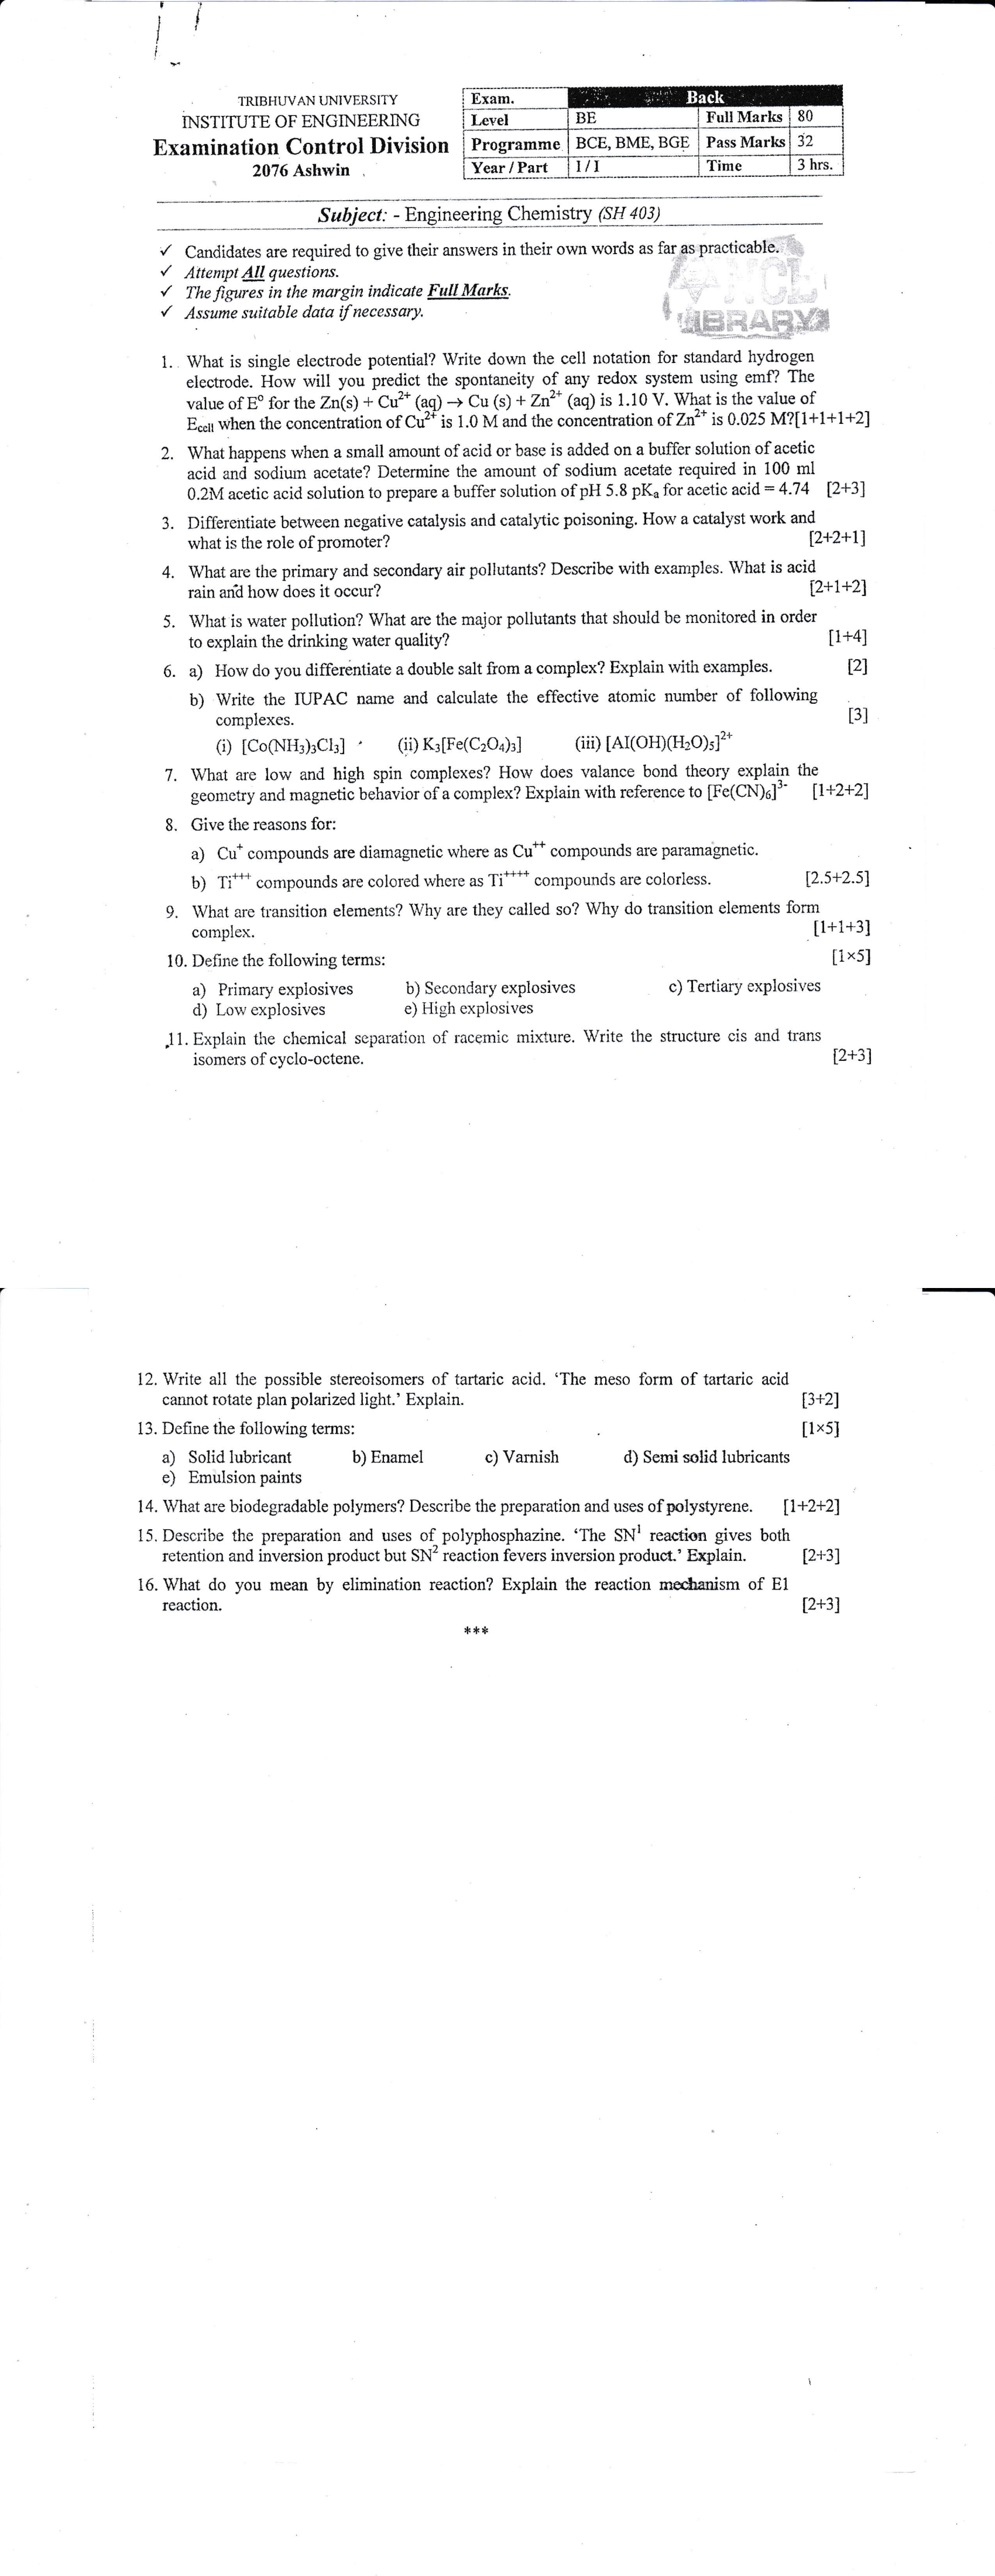 TRIBHUVAN UNIVERSITY
INSTITUTE OF ENGINEERING
Examination Control Division
2076 Ashwin
Exam. Back
Level BE Full Marks 80
Programme BCE, BME, BGE Pass Marks 32
Year / Part I / I Time 3 hrs.
Subject: - Engineering Chemistry (SH 403)
✓ Candidates are required to give their answers in their own words as far as practicable.
✓ Attempt All questions.
✓ The figures in the margin indicate Full Marks.
✓ Assume suitable data if necessary.
LIBRARY
1. What is single electrode potential? Write down the cell notation for standard hydrogen
electrode. How will you predict the spontaneity of any redox system using emf? The
value of E° for the Zn(s) + Cu²⁺ (aq) → Cu (s) + Zn²⁺ (aq) is 1.10 V. What is the value of
Ecell when the concentration of Cu²⁺ is 1.0 M and the concentration of Zn²⁺ is 0.025 M?[1+1+1+2]
2. What happens when a small amount of acid or base is added on a buffer solution of acetic
acid and sodium acetate? Determine the amount of sodium acetate required in 100 ml
0.2M acetic acid solution to prepare a buffer solution of pH 5.8 pKₐ for acetic acid = 4.74 [2+3]
3. Differentiate between negative catalysis and catalytic poisoning. How a catalyst work and
what is the role of promoter? [2+2+1]
4. What are the primary and secondary air pollutants? Describe with examples. What is acid
rain and how does it occur? [2+1+2]
5. What is water pollution? What are the major pollutants that should be monitored in order
to explain the drinking water quality? [1+4]
6. a) How do you differentiate a double salt from a complex? Explain with examples. [2]
b) Write the IUPAC name and calculate the effective atomic number of following
complexes. [3]
(i) [Co(NH₃)₃Cl₃] (ii) K₃[Fe(C₂O₄)₃] (iii) [AI(OH)(H₂O)₅]²⁺
7. What are low and high spin complexes? How does valance bond theory explain the
geometry and magnetic behavior of a complex? Explain with reference to [Fe(CN)₆]³⁻ [1+2+2]
8. Give the reasons for:
a) Cu⁺ compounds are diamagnetic where as Cu⁺⁺ compounds are paramagnetic.
b) Ti⁺⁺⁺ compounds are colored where as Ti⁺⁺⁺⁺ compounds are colorless. [2.5+2.5]
9. What are transition elements? Why are they called so? Why do transition elements form
complex. [1+1+3]
10. Define the following terms: [1×5]
a) Primary explosives b) Secondary explosives c) Tertiary explosives
d) Low explosives e) High explosives
11. Explain the chemical separation of racemic mixture. Write the structure cis and trans
isomers of cyclo-octene. [2+3]
12. Write all the possible stereoisomers of tartaric acid. ‘The meso form of tartaric acid
cannot rotate plan polarized light.’ Explain. [3+2]
13. Define the following terms: [1×5]
a) Solid lubricant b) Enamel c) Varnish d) Semi solid lubricants
e) Emulsion paints
14. What are biodegradable polymers? Describe the preparation and uses of polystyrene. [1+2+2]
15. Describe the preparation and uses of polyphosphazine. ‘The SN¹ reaction gives both
retention and inversion product but SN² reaction fevers inversion product.’ Explain. [2+3]
16. What do you mean by elimination reaction? Explain the reaction mechanism of E1
reaction. [2+3]
***